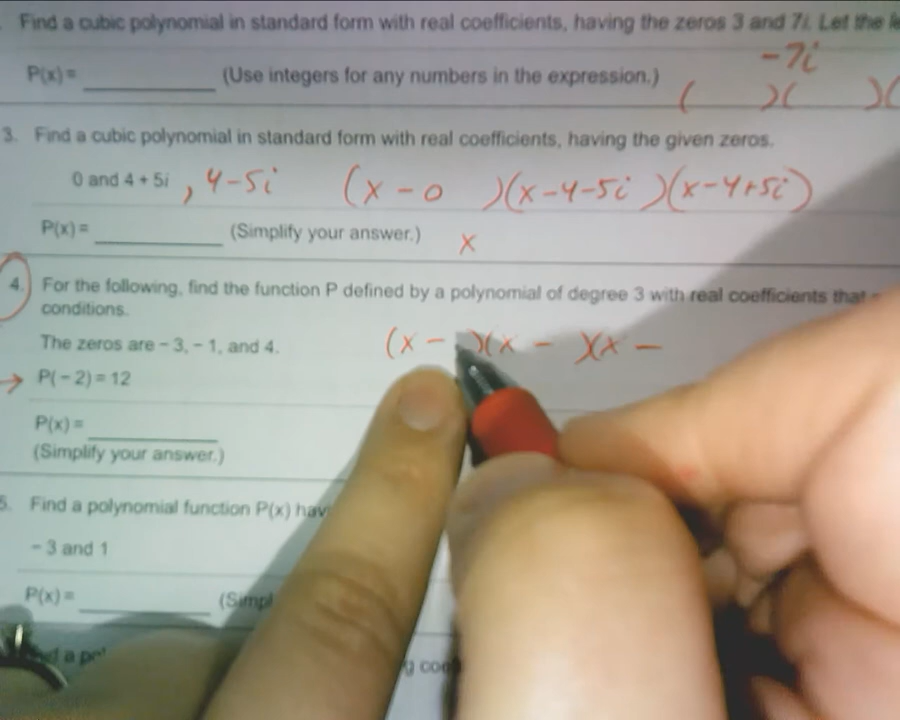 Find a cubic polynomial in standard form with real coefficients, having the zeros 3 and 7i. Let the
-7i
P(x) = ________ (Use integers for any numbers in the expression.)
( )( )(
3. Find a cubic polynomial in standard form with real coefficients, having the given zeros.
0 and 4 + 5i , 4-5i (x - 0 )(x-4-5i )(x-4+5i)
P(x) = ________ (Simplify your answer.) x
4. For the following, find the function P defined by a polynomial of degree 3 with real coefficients that
conditions.
The zeros are - 3, - 1, and 4. (x - )(x - )(x -
→ P( - 2) = 12
P(x) = ________
(Simplify your answer.)
5. Find a polynomial function P(x)
- 3 and 1
P(x) = ________